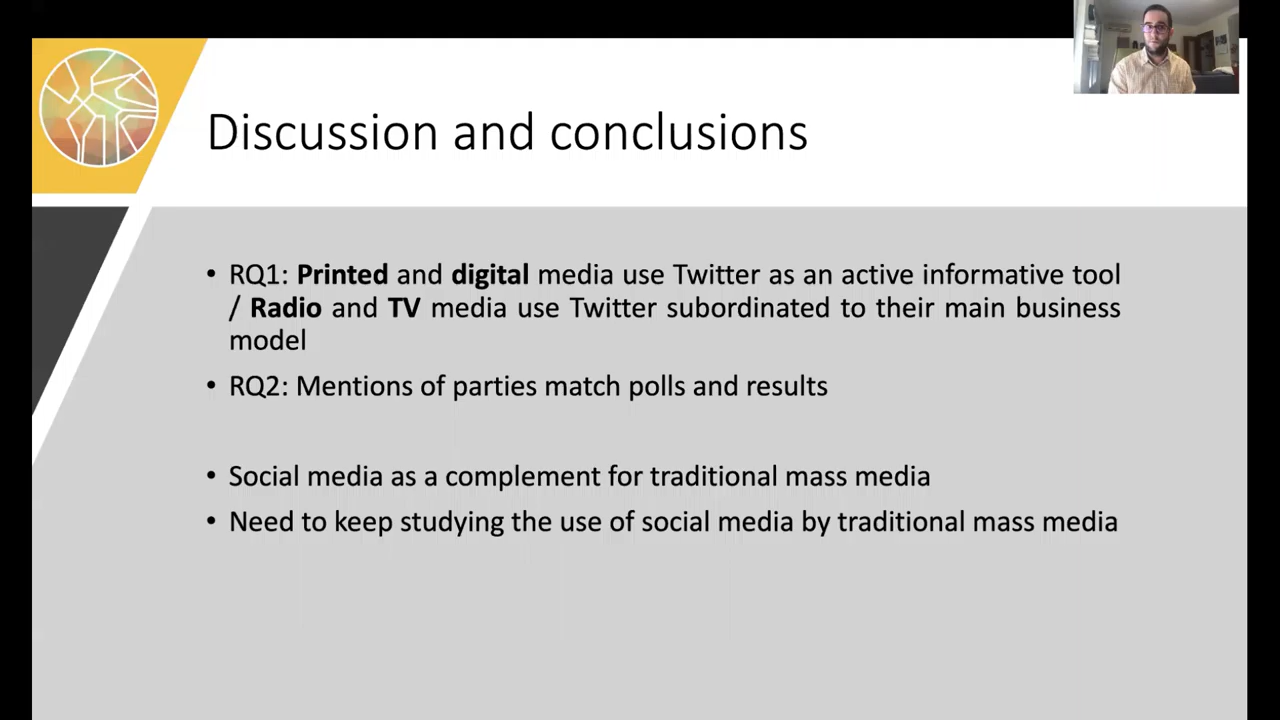 Discussion and conclusions
• RQ1: Printed and digital media use Twitter as an active informative tool
/ Radio and TV media use Twitter subordinated to their main business
model
• RQ2: Mentions of parties match polls and results
• Social media as a complement for traditional mass media
• Need to keep studying the use of social media by traditional mass media